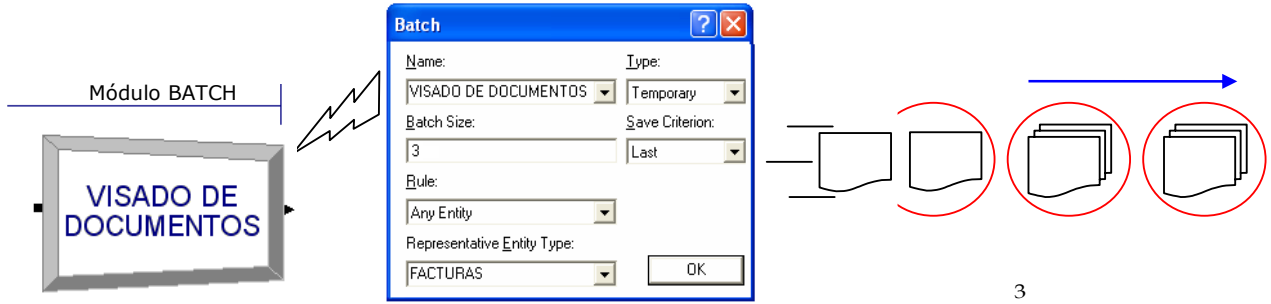 Módulo BATCH
VISADO DE
DOCUMENTOS
Batch
Name:
Type:
VISADO DE DOCUMENTOS
Temporary
Batch Size:
Save Criterion:
3
Last
Rule:
Any Entity
Representative Entity Type:
FACTURAS
OK
3